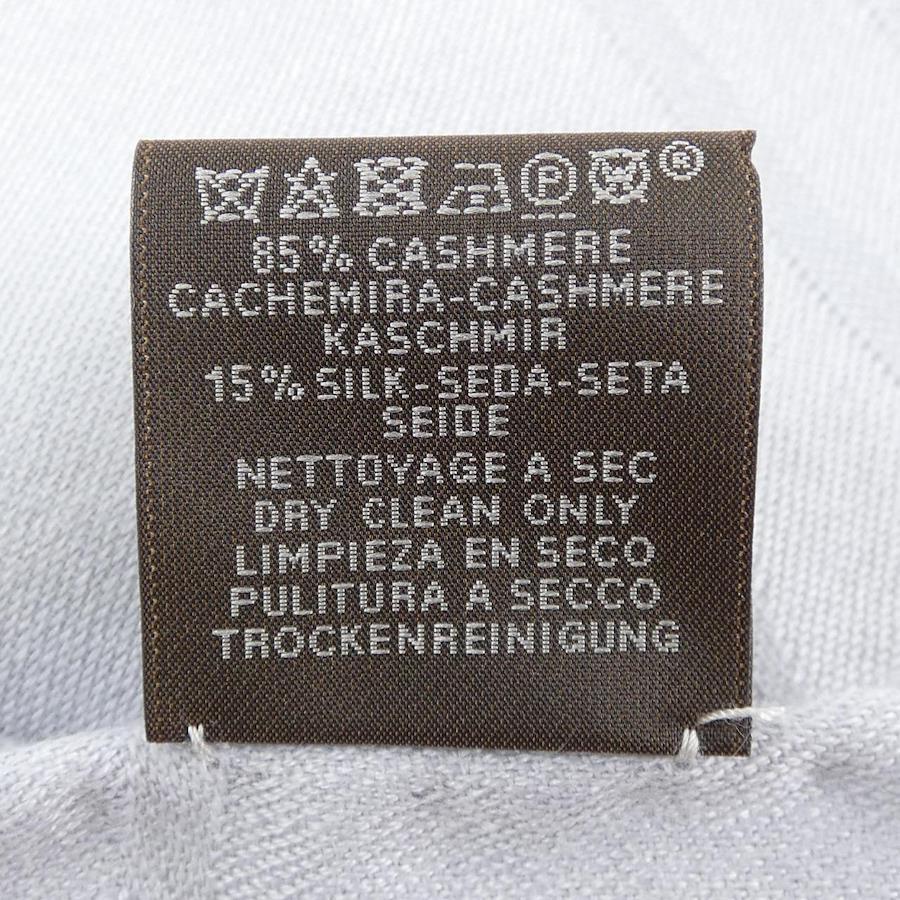 P ®
85% CASHMERE
CACHEMIRA-CASHMERE
KASCHMIR
15% SILK-SEDA-SETA
SEIDE
NETTOYAGE A SEC
DRY CLEAN ONLY
LIMPIEZA EN SECO
PULITURA A SECCO
TROCKENREINIGUNG